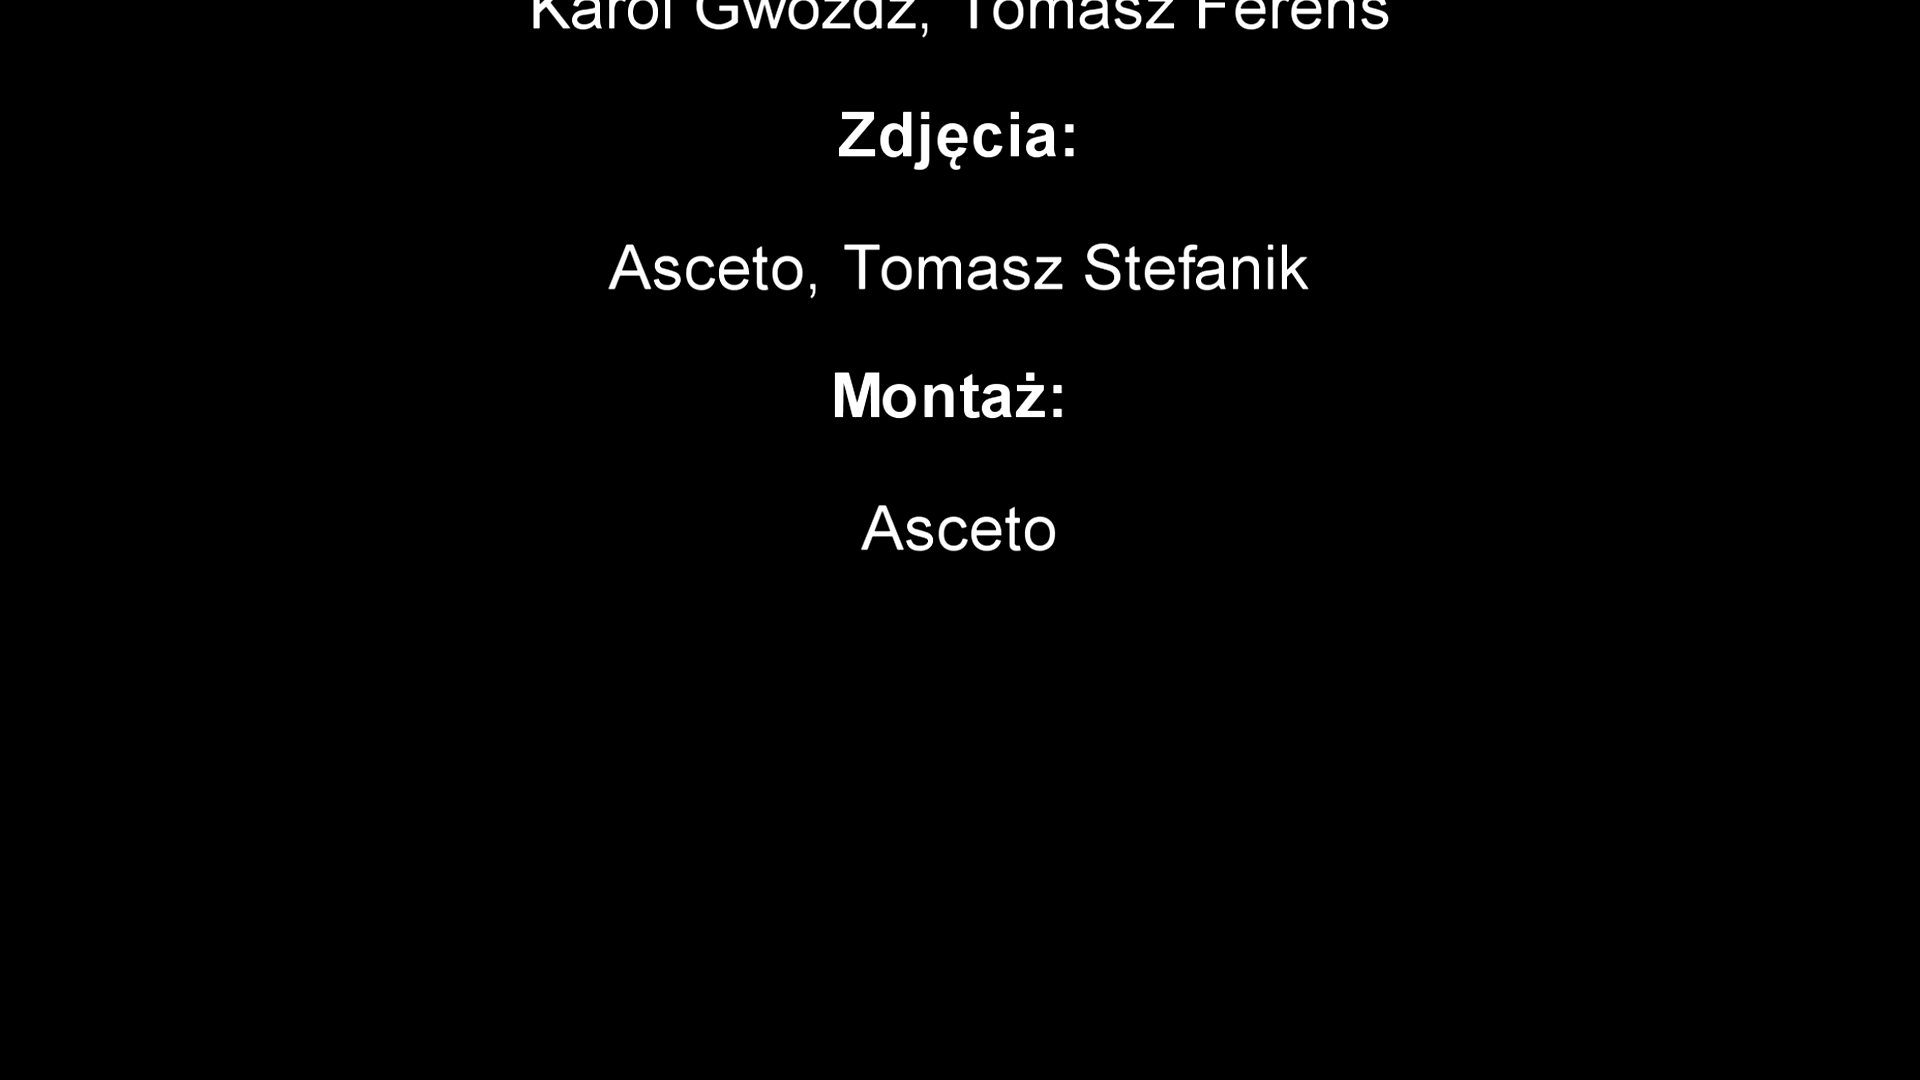 Karol Gwóźdź, Tomasz Ferens
Zdjęcia:
Asceto, Tomasz Stefanik
Montaż:
Asceto